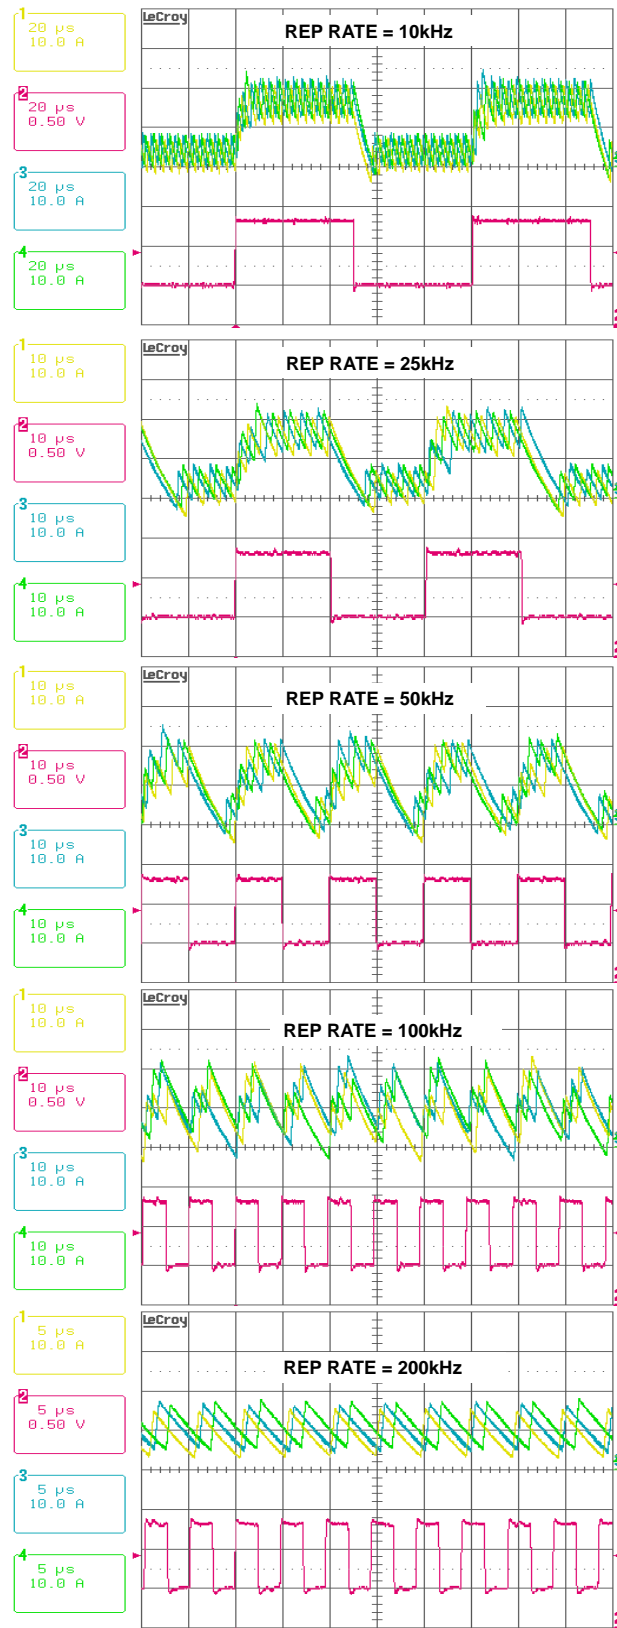 LeCroy
REP RATE = 10kHz
1
20 µs
10.0 A
2
20 µs
0.50 V
3
20 µs
10.0 A
4
20 µs
10.0 A
LeCroy
REP RATE = 25kHz
1
10 µs
10.0 A
2
10 µs
0.50 V
3
10 µs
10.0 A
4
10 µs
10.0 A
LeCroy
REP RATE = 50kHz
1
10 µs
10.0 A
2
10 µs
0.50 V
3
10 µs
10.0 A
4
10 µs
10.0 A
LeCroy
REP RATE = 100kHz
1
10 µs
10.0 A
2
10 µs
0.50 V
3
10 µs
10.0 A
4
10 µs
10.0 A
LeCroy
REP RATE = 200kHz
1
5 µs
10.0 A
2
5 µs
0.50 V
3
5 µs
10.0 A
4
5 µs
10.0 A